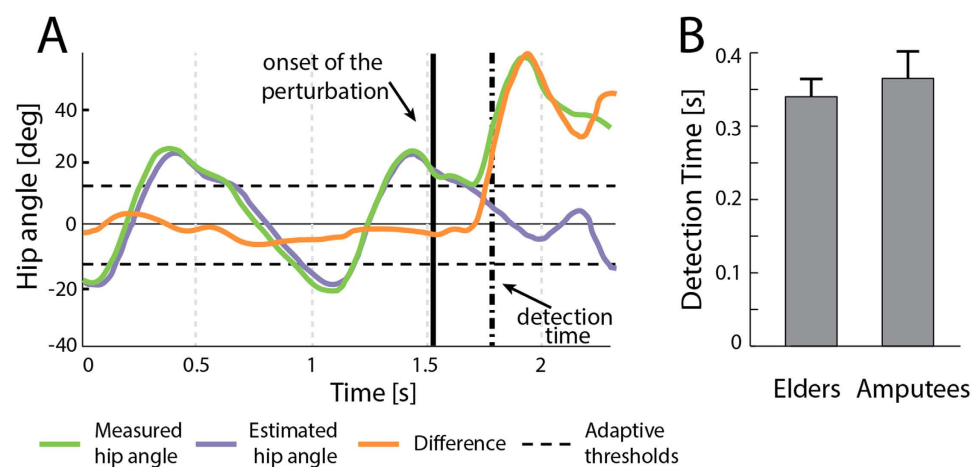 A
onset of the
perturbation
Hip angle [deg]
40
20
0
-20
-40
0
0.5
1
1.5
2
Time [s]
detection
time
Measured
hip angle
Estimated
hip angle
Difference
Adaptive
thresholds
B
Detection Time [s]
0.4
0.3
0.2
0.1
0
Elders
Amputees